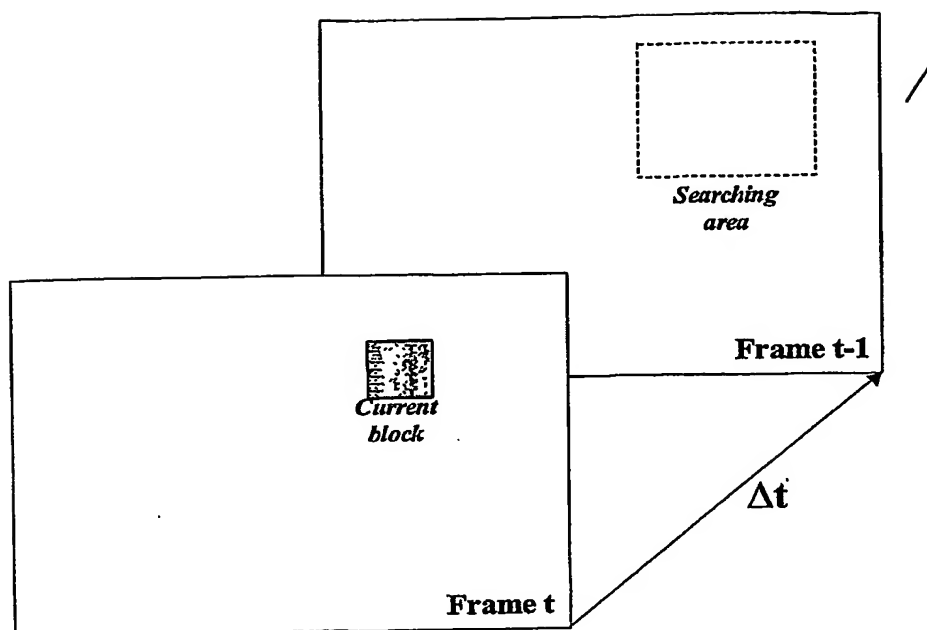 Searching
area
Frame t-1
Current
block
Δt
Frame t